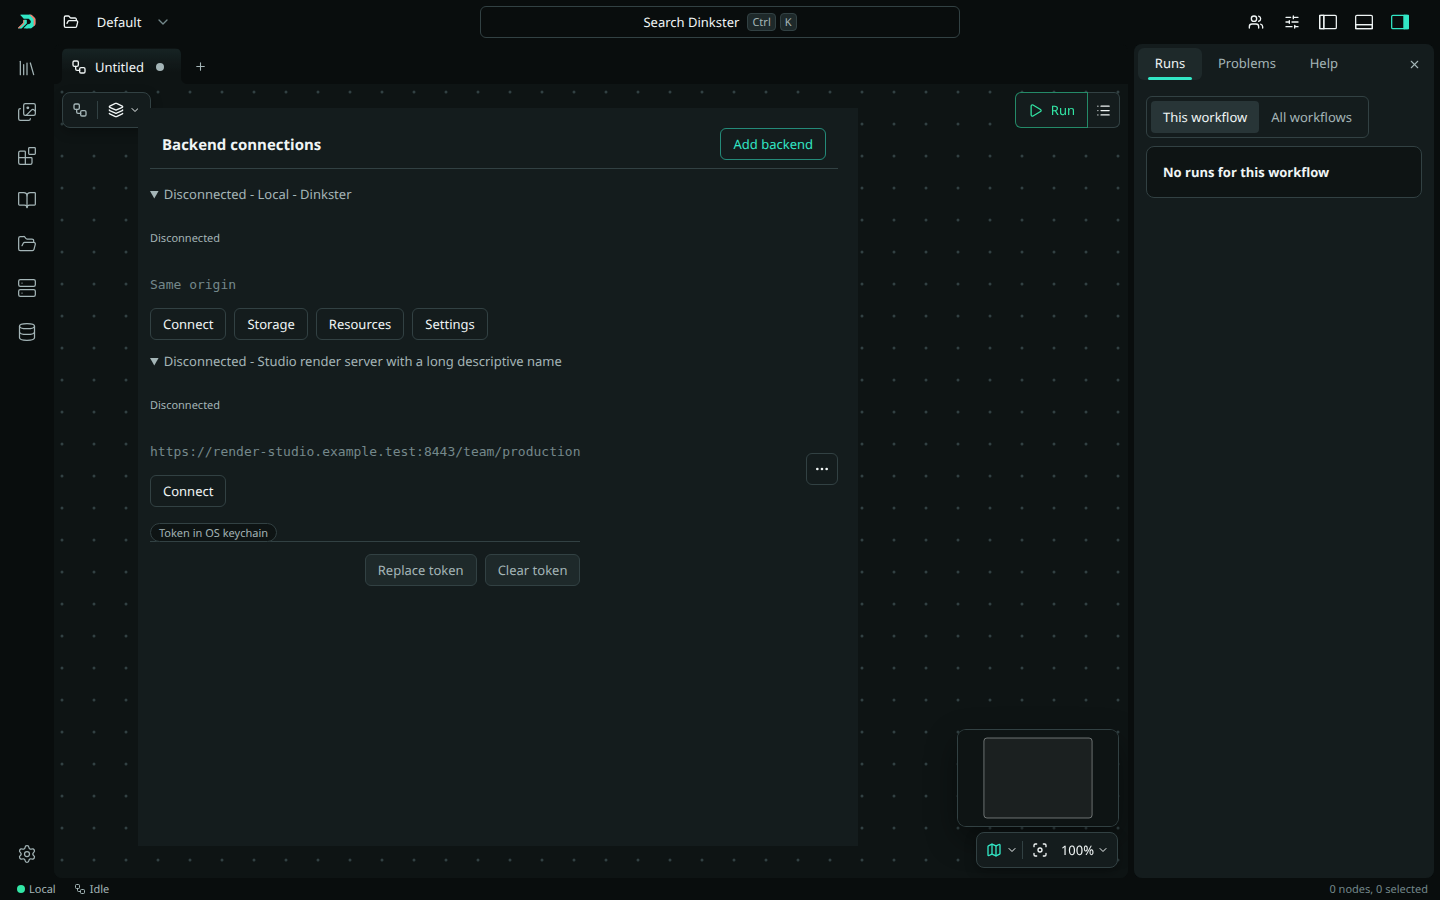 Default
Search Dinkster Ctrl K
Untitled
Run
Runs Problems Help
This workflow All workflows
No runs for this workflow
Backend connections
Add backend
Disconnected - Local - Dinkster
Disconnected
Same origin
Connect Storage Resources Settings
Disconnected - Studio render server with a long descriptive name
Disconnected
https://render-studio.example.test:8443/team/production
Connect
Token in OS keychain
Replace token Clear token
100%
Local Idle
0 nodes, 0 selected